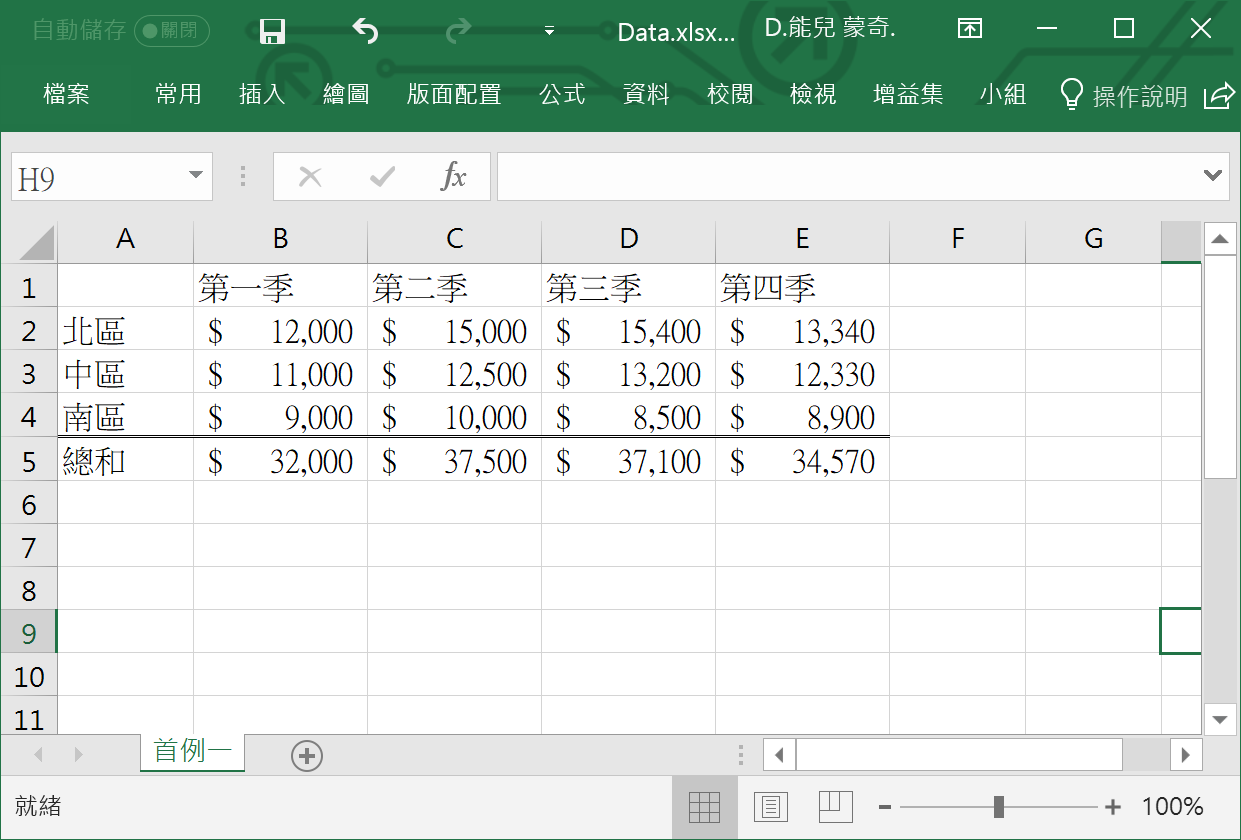 自動儲存 關閉 Data.xlsx... D.能兒 蒙奇.
檔案 常用 插入 繪圖 版面配置 公式 資料 校閱 檢視 增益集 小組 操作說明
H9 fx
A B C D E F G
1 第一季 第二季 第三季 第四季
2 北區 $ 12,000 $ 15,000 $ 15,400 $ 13,340
3 中區 $ 11,000 $ 12,500 $ 13,200 $ 12,330
4 南區 $ 9,000 $ 10,000 $ 8,500 $ 8,900
5 總和 $ 32,000 $ 37,500 $ 37,100 $ 34,570
6
7
8
9
10
11
首例一
就緒 100%